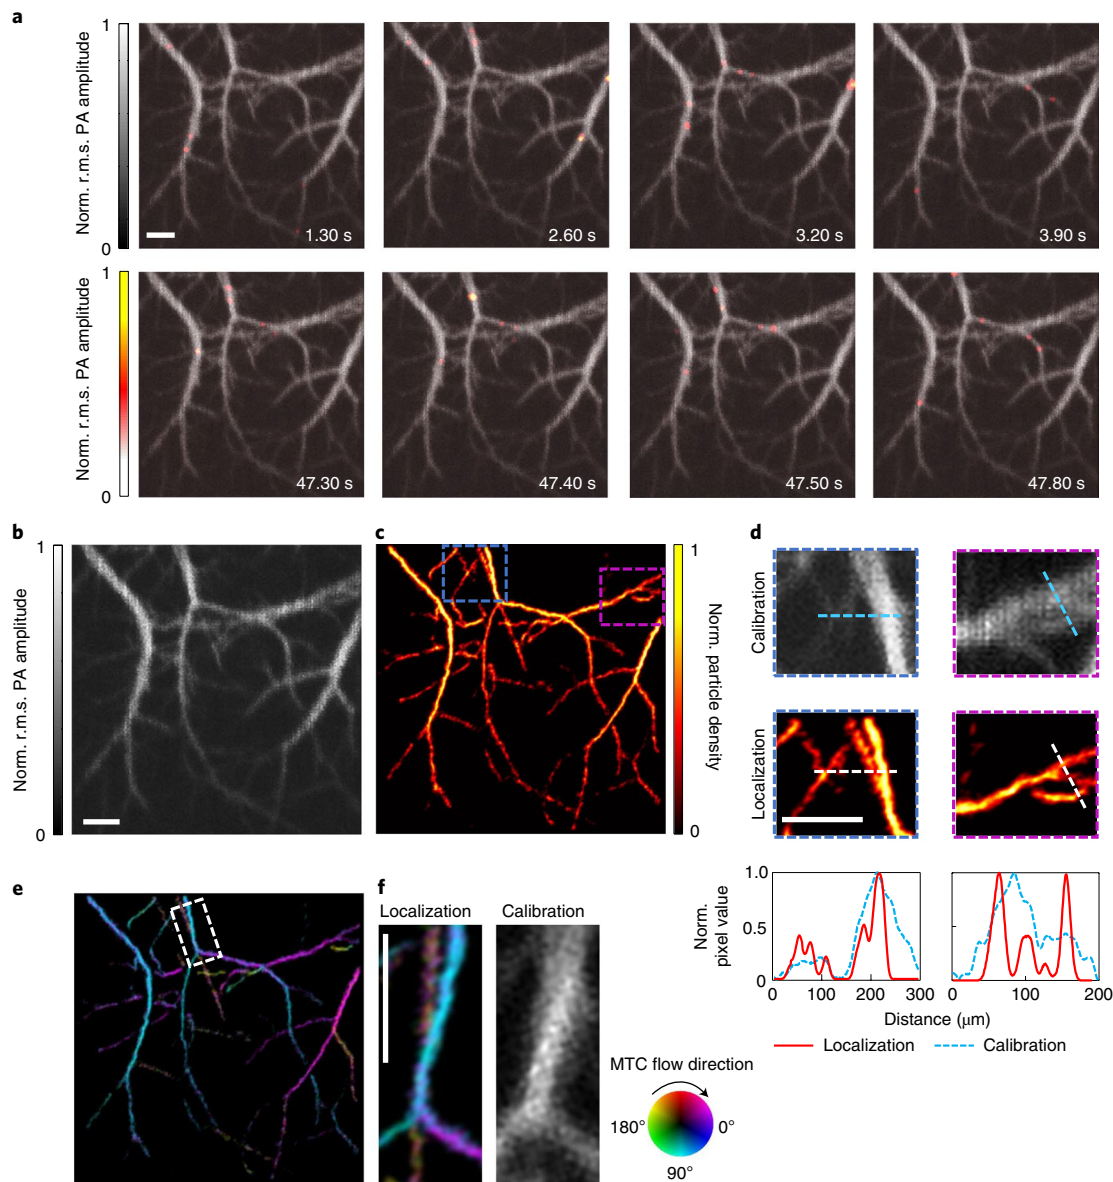 a
Norm. r.m.s. PA amplitude
1
0
1.30 s
2.60 s
3.20 s
3.90 s
Norm. r.m.s. PA amplitude
1
0
47.30 s
47.40 s
47.50 s
47.80 s
b
Norm. r.m.s. PA amplitude
1
0
c
1
0
Norm. particle density
d
Calibration
Localization
Norm.
pixel value
1.0
0.5
0
0 100 200 300
0 100 200
Distance (μm)
Localization
Calibration
e
f
Localization
Calibration
MTC flow direction
180°
0°
90°